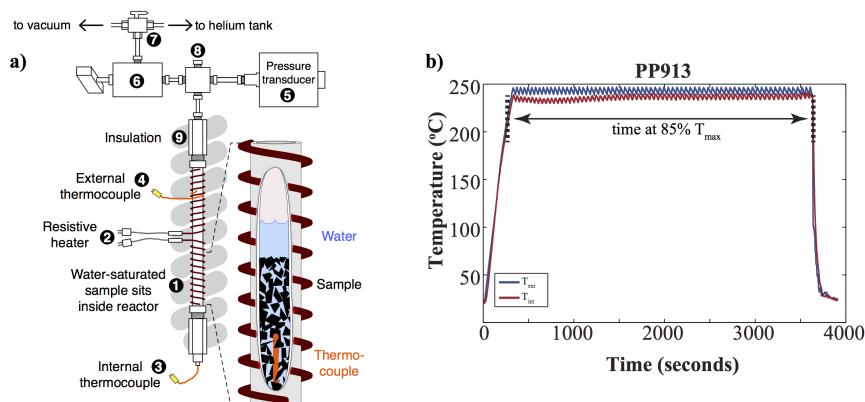 to vacuum
to helium tank
7
8
a)
6
Pressure
transducer
5
Insulation
9
External
thermocouple
4
Resistive
heater
2
Water-saturated
sample sits
inside reactor
1
Internal
thermocouple
3
Water
Sample
Thermo-
couple
b)
PP913
250
200
150
100
50
Temperature (°C)
time at 85% Tmax
Text
Tint
0
1000
2000
3000
4000
Time (seconds)